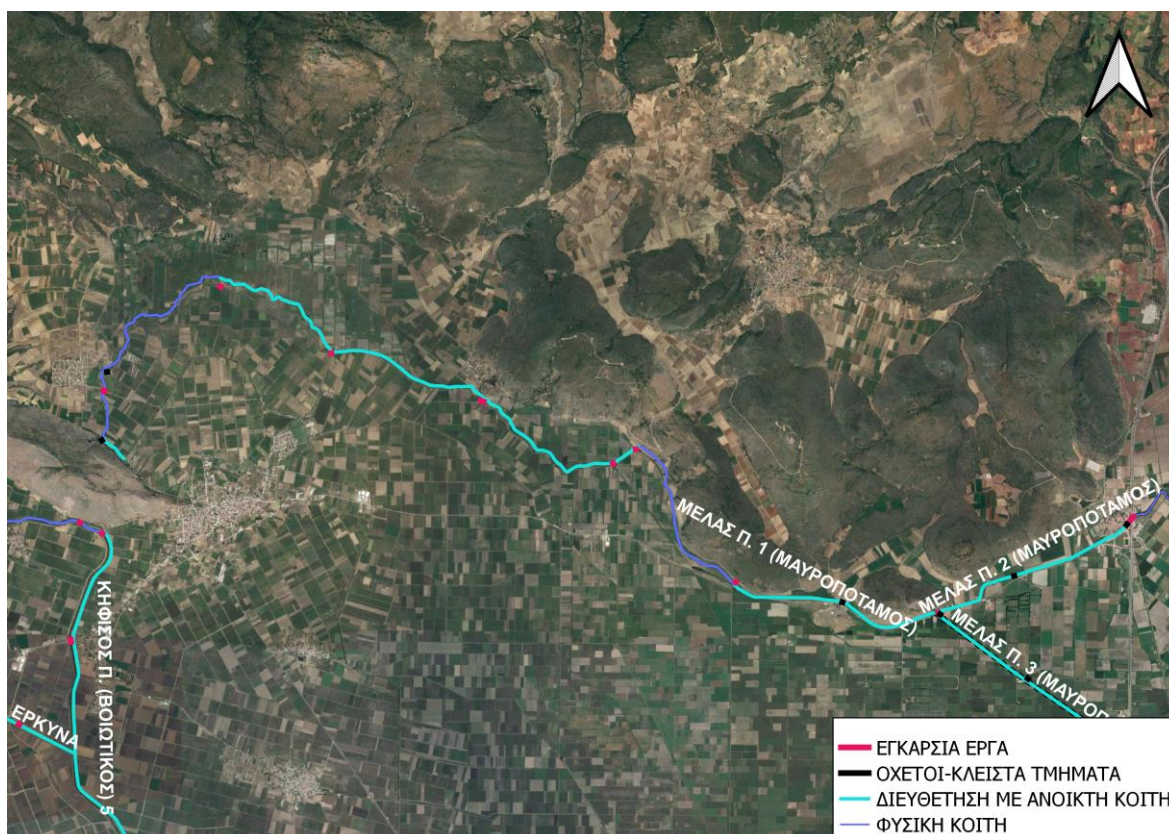 ΜΕΛΑΣ Π. 1 (ΜΑΥΡΟΠΟΤΑΜΟΣ)
ΜΕΛΑΣ Π. 2 (ΜΑΥΡΟΠΟΤΑΜΟΣ)
ΜΕΛΑΣ Π. 3 (ΜΑΥΡΟΠ
ΚΗΦΙΣΟΣ Π. (ΒΟΙΩΤΙΚΟΣ) 5
ΕΡΚΥΝΑ
ΕΓΚΑΡΣΙΑ ΕΡΓΑ
ΟΧΕΤΟΙ-ΚΛΕΙΣΤΑ ΤΜΗΜΑΤΑ
ΔΙΕΥΘΕΤΗΣΗ ΜΕ ΑΝΟΙΚΤΗ ΚΟΙΤΗ
ΦΥΣΙΚΗ ΚΟΙΤΗ